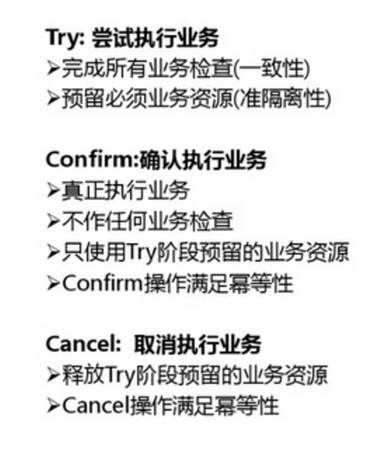 Try: 尝试执行业务
➢完成所有业务检查(一致性)
➢预留必须业务资源(准隔离性)
Confirm:确认执行业务
➢真正执行业务
➢不作任何业务检查
➢只使用Try阶段预留的业务资源
➢Confirm操作满足幂等性
Cancel: 取消执行业务
➢释放Try阶段预留的业务资源
➢Cancel操作满足幂等性